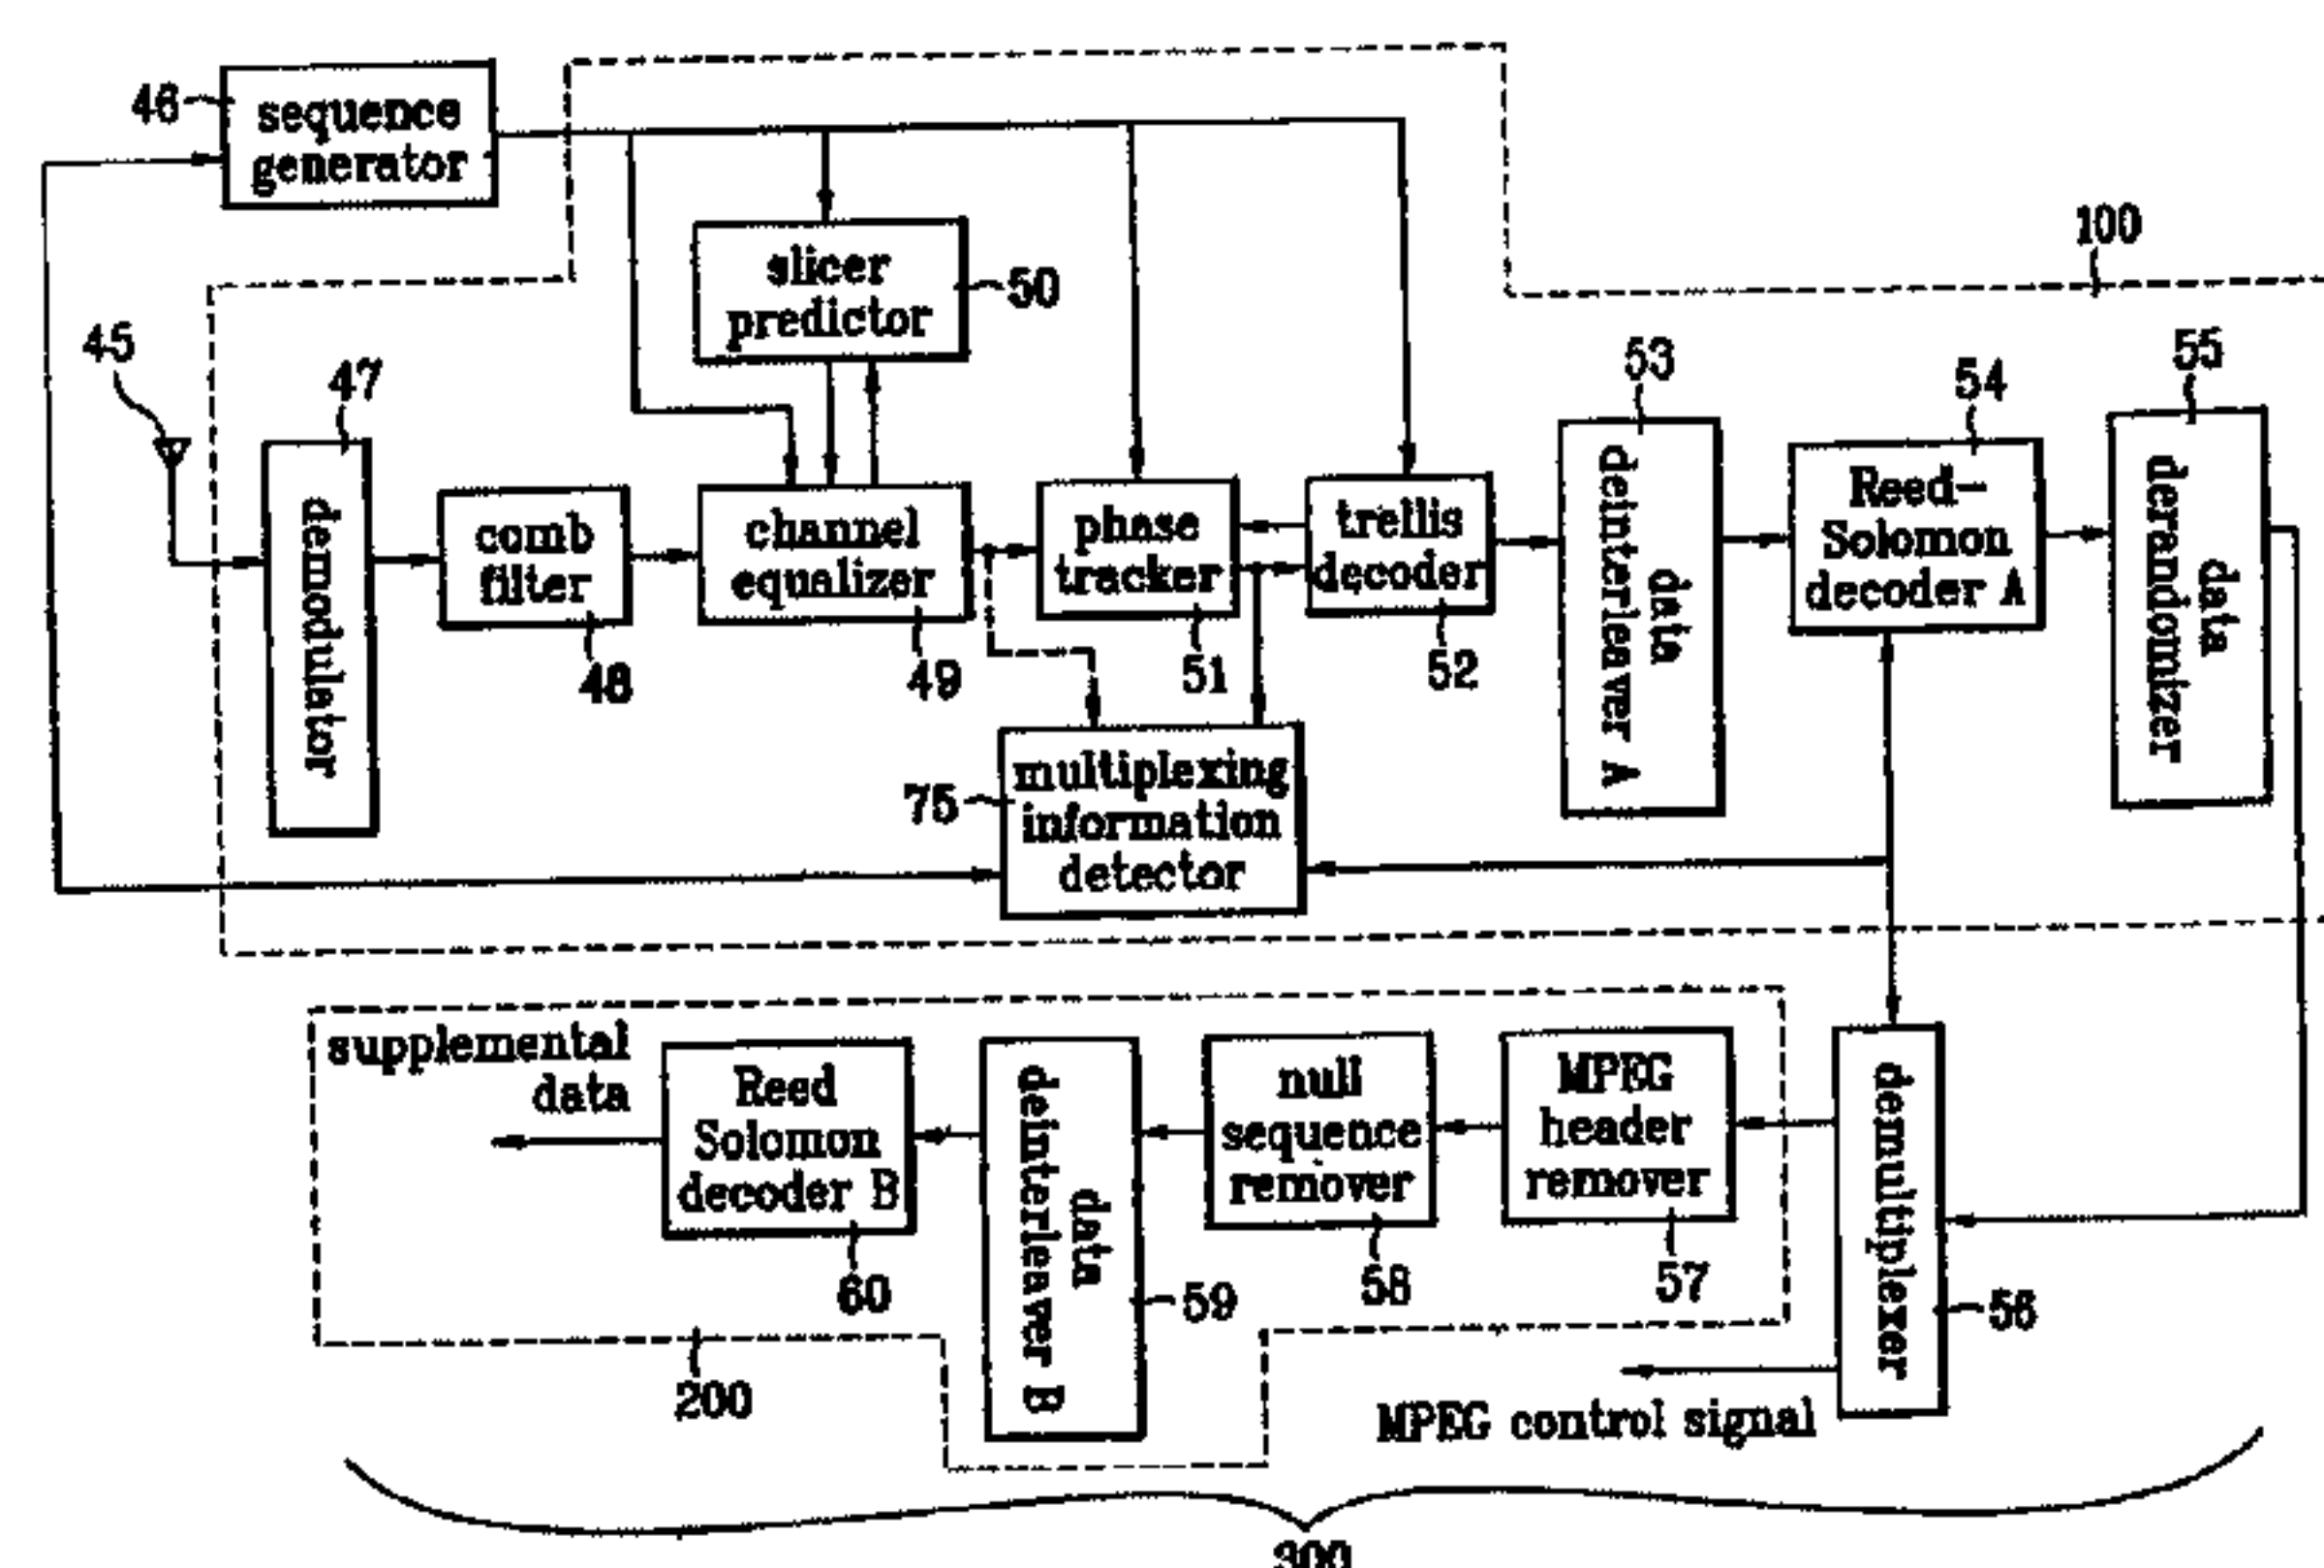 46
sequence
generator
100
slicer
predictor
50
45
47
53
54
55
demodulator
comb
filter
48
channel
equalizer
49
phase
tracker
51
trellis
decoder
52
data
deinterleaver A
Reed-
Solomon
decoder A
data
derandomizer
75
multiplexing
information
detector
supplemental
data
Reed
Solomon
decoder B
60
data
deinterleaver B
59
null
sequence
remover
58
MPEG
header
remover
57
demultiplexer
56
200
MPEG control signal
300